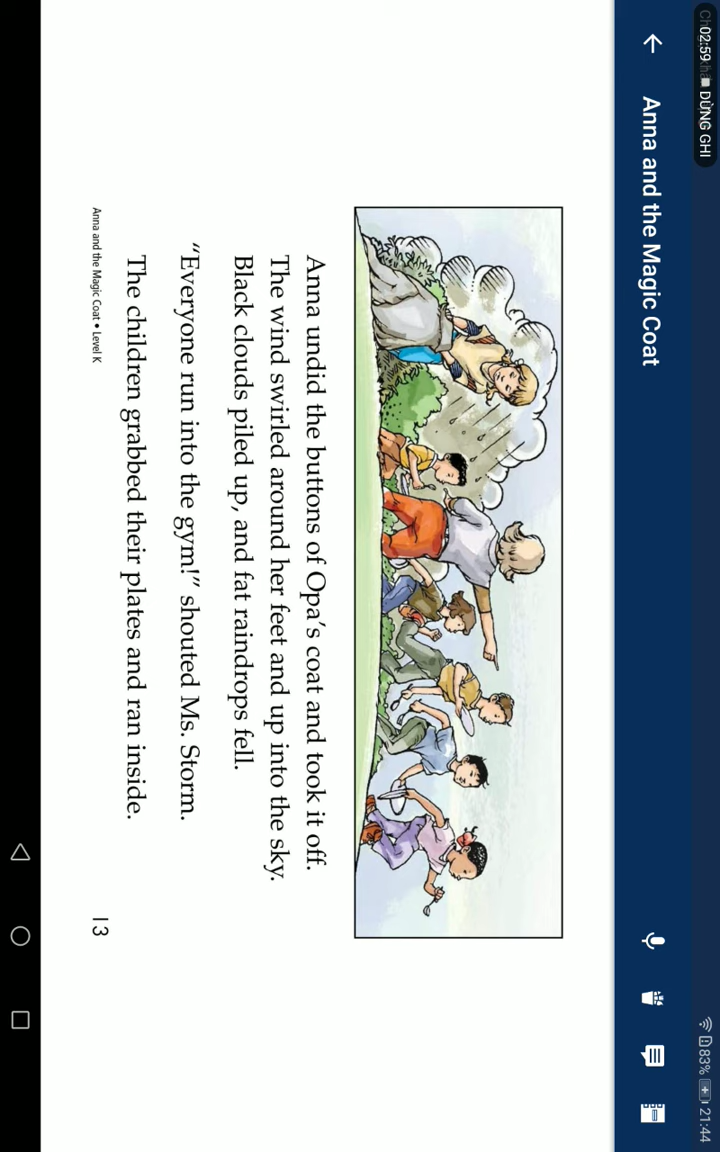 02:59 ■ DỪNG GHI
83% 21:44
Anna and the Magic Coat
Anna undid the buttons of Opa's coat and took it off.
The wind swirled around her feet and up into the sky.
Black clouds piled up, and fat raindrops fell.
"Everyone run into the gym!" shouted Ms. Storm.
The children grabbed their plates and ran inside.
Anna and the Magic Coat • Level K
13